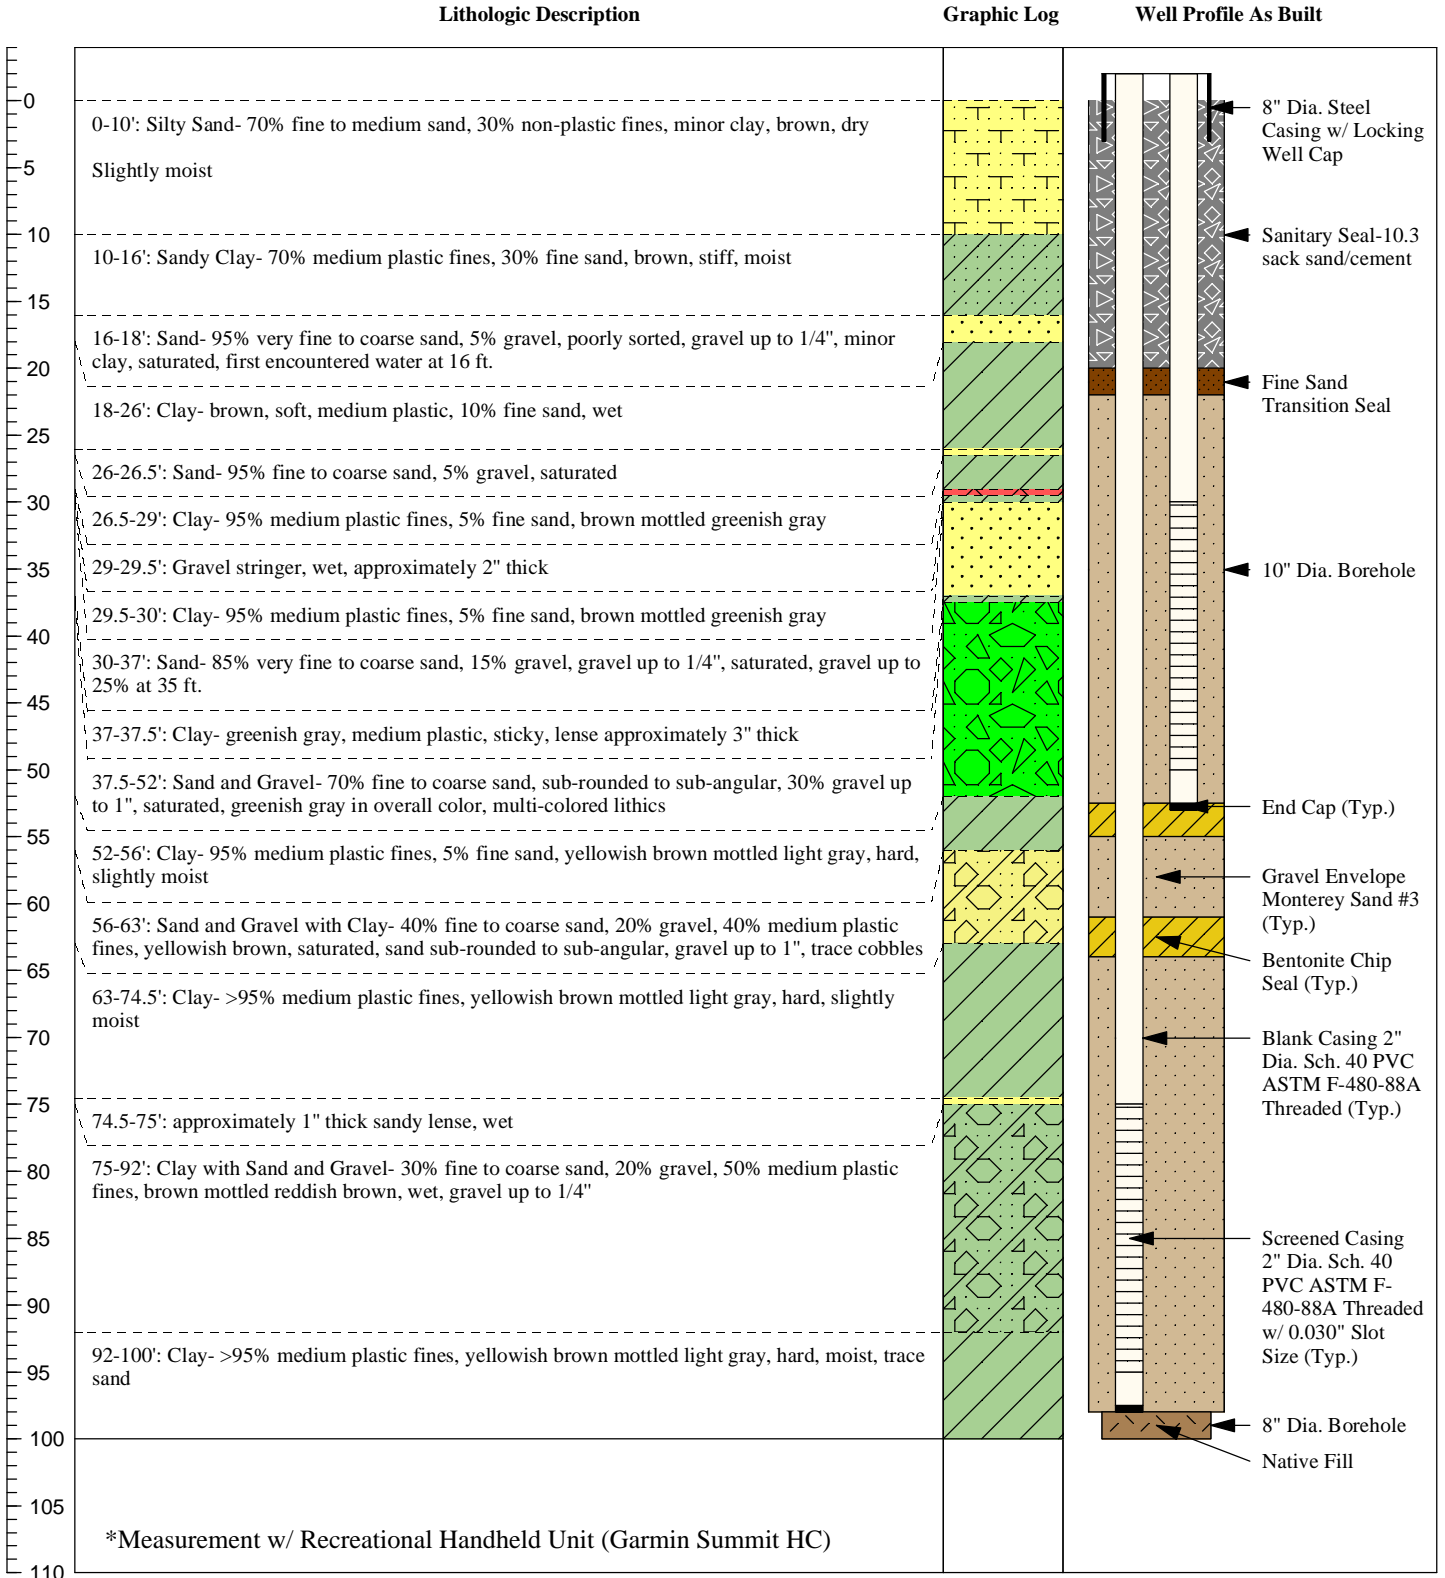 Lithologic Description
Graphic Log
Well Profile As Built
0
5
10
15
20
25
30
35
40
45
50
55
60
65
70
75
80
85
90
95
100
105
110
0-10': Silty Sand- 70% fine to medium sand, 30% non-plastic fines, minor clay, brown, dry
Slightly moist
10-16': Sandy Clay- 70% medium plastic fines, 30% fine sand, brown, stiff, moist
16-18': Sand- 95% very fine to coarse sand, 5% gravel, poorly sorted, gravel up to 1/4", minor
clay, saturated, first encountered water at 16 ft.
18-26': Clay- brown, soft, medium plastic, 10% fine sand, wet
26-26.5': Sand- 95% fine to coarse sand, 5% gravel, saturated
26.5-29': Clay- 95% medium plastic fines, 5% fine sand, brown mottled greenish gray
29-29.5': Gravel stringer, wet, approximately 2" thick
29.5-30': Clay- 95% medium plastic fines, 5% fine sand, brown mottled greenish gray
30-37': Sand- 85% very fine to coarse sand, 15% gravel, gravel up to 1/4", saturated, gravel up to
25% at 35 ft.
37-37.5': Clay- greenish gray, medium plastic, sticky, lense approximately 3" thick
37.5-52': Sand and Gravel- 70% fine to coarse sand, sub-rounded to sub-angular, 30% gravel up
to 1", saturated, greenish gray in overall color, multi-colored lithics
52-56': Clay- 95% medium plastic fines, 5% fine sand, yellowish brown mottled light gray, hard,
slightly moist
56-63': Sand and Gravel with Clay- 40% fine to coarse sand, 20% gravel, 40% medium plastic
fines, yellowish brown, saturated, sand sub-rounded to sub-angular, gravel up to 1", trace cobbles
63-74.5': Clay- >95% medium plastic fines, yellowish brown mottled light gray, hard, slightly
moist
74.5-75': approximately 1" thick sandy lense, wet
75-92': Clay with Sand and Gravel- 30% fine to coarse sand, 20% gravel, 50% medium plastic
fines, brown mottled reddish brown, wet, gravel up to 1/4"
92-100': Clay- >95% medium plastic fines, yellowish brown mottled light gray, hard, moist, trace
sand
*Measurement w/ Recreational Handheld Unit (Garmin Summit HC)
8" Dia. Steel
Casing w/ Locking
Well Cap
Sanitary Seal-10.3
sack sand/cement
Fine Sand
Transition Seal
10" Dia. Borehole
End Cap (Typ.)
Gravel Envelope
Monterey Sand #3
(Typ.)
Bentonite Chip
Seal (Typ.)
Blank Casing 2"
Dia. Sch. 40 PVC
ASTM F-480-88A
Threaded (Typ.)
Screened Casing
2" Dia. Sch. 40
PVC ASTM F-
480-88A Threaded
w/ 0.030" Slot
Size (Typ.)
8" Dia. Borehole
Native Fill